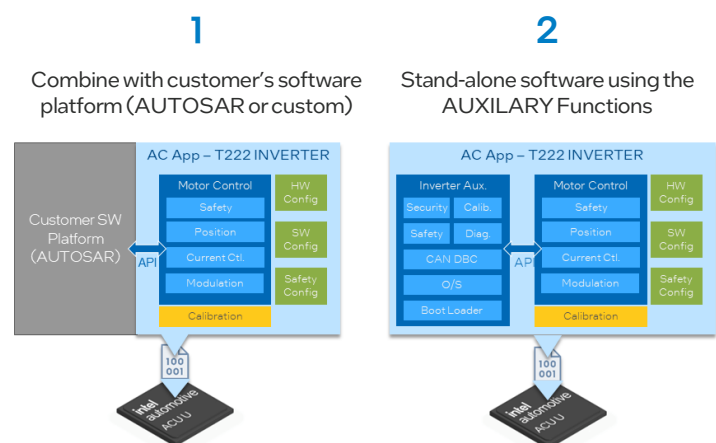 1
Combine with customer's software
platform (AUTOSAR or custom)
AC App – T222 INVERTER
Customer SW
Platform
(AUTOSAR)
API
Motor Control
Safety
Position
Current Ctl.
Modulation
Calibration
HW
Config
SW
Config
Safety
Config
100
001
intel
automotive
ACU U
2
Stand-alone software using the
AUXILARY Functions
AC App – T222 INVERTER
Inverter Aux.
Security
Calib.
Safety
Diag.
CAN DBC
O/S
Boot Loader
API
Motor Control
Safety
Position
Current Ctl.
Modulation
Calibration
HW
Config
SW
Config
Safety
Config
100
001
intel
automotive
ACU U